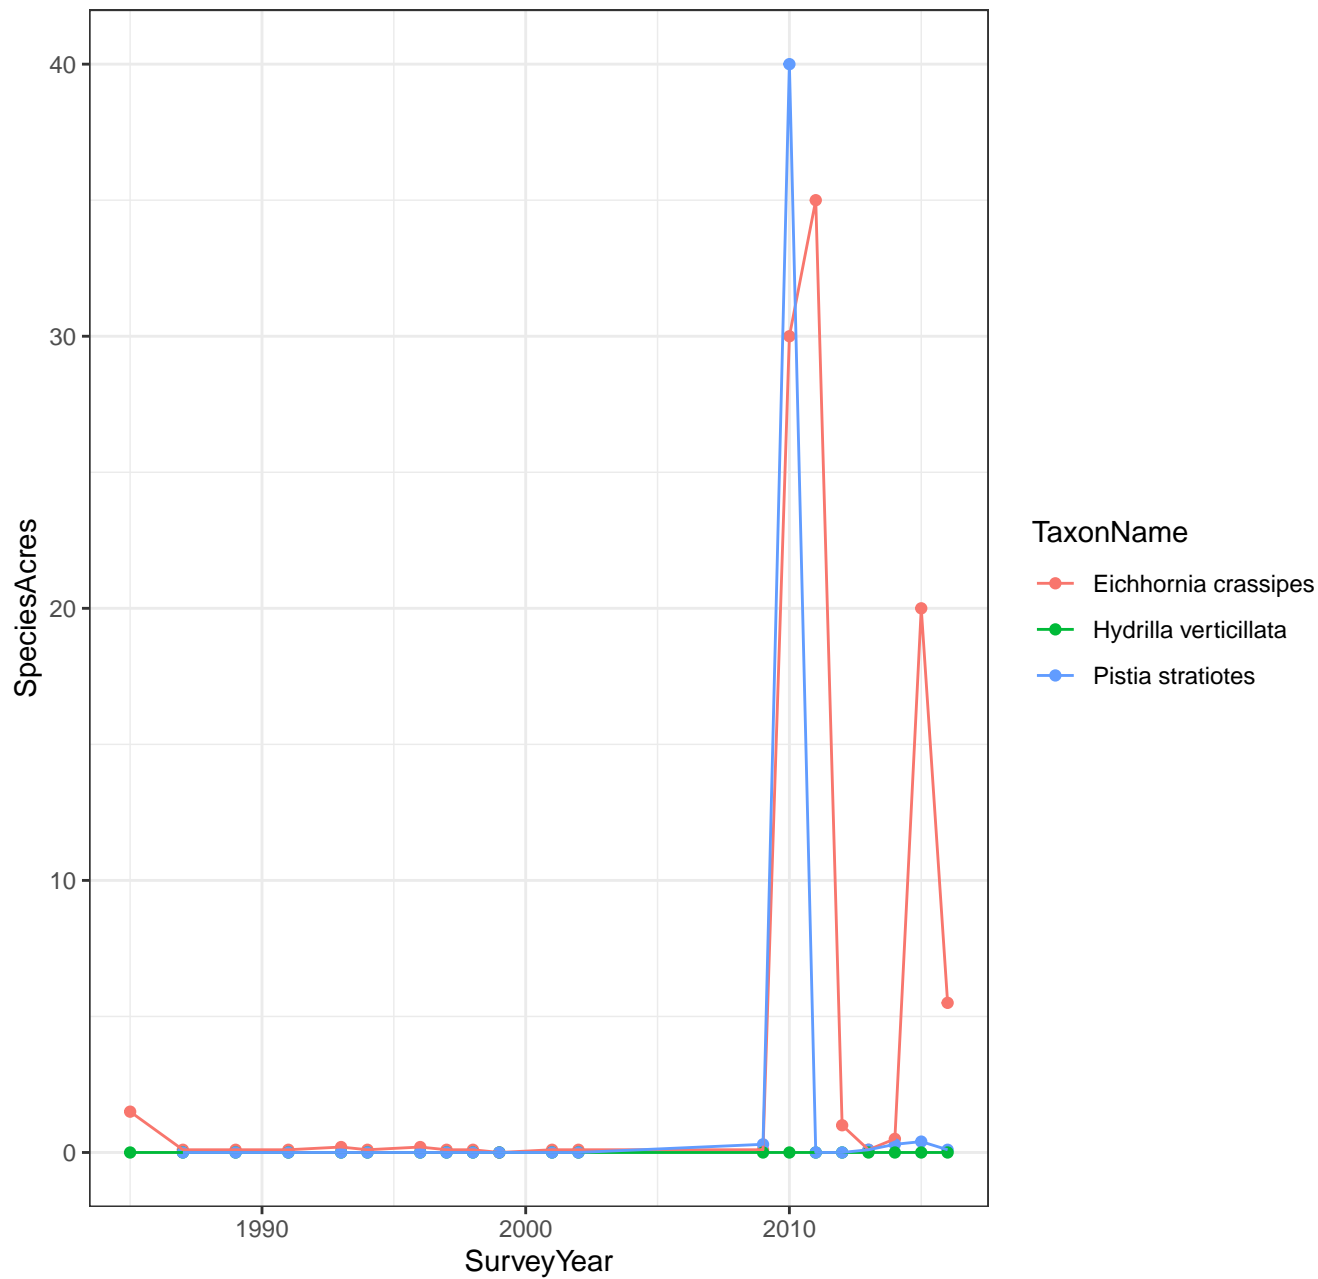 40
30
20
10
0
SpeciesAcres
1990
2000
2010
SurveyYear
TaxonName
Eichhornia crassipes
Hydrilla verticillata
Pistia stratiotes